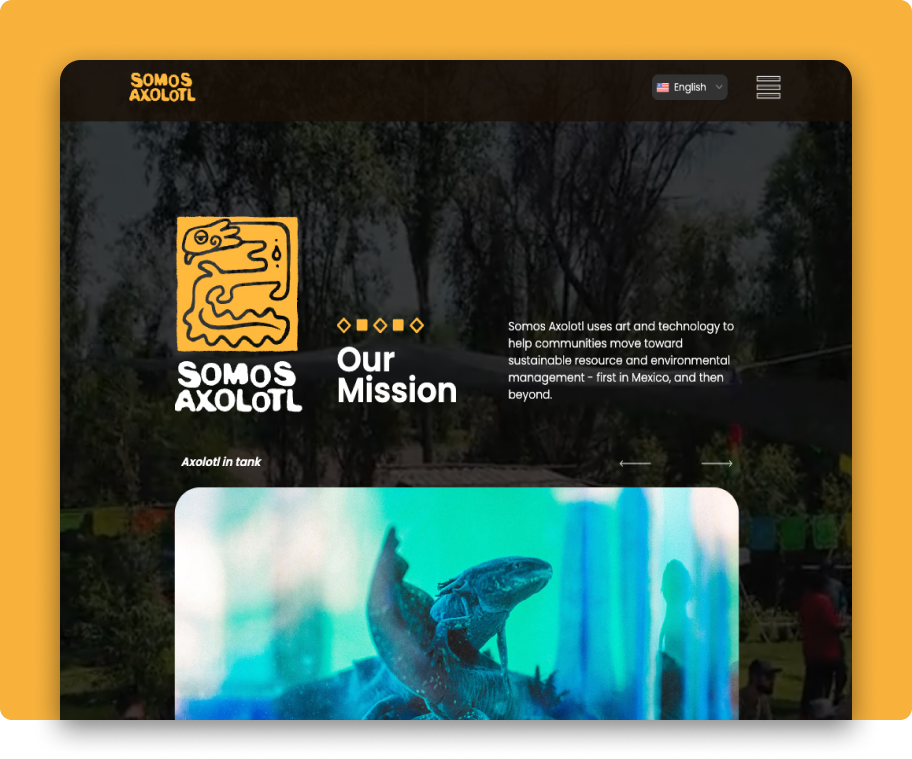 SOMOS
AXOLOTL
English
SOMOS
AXOLOTL
Our
Mission
Somos Axolotl uses art and technology to
help communities move toward
sustainable resource and environmental
management - first in Mexico, and then
beyond.
Axolotl in tank